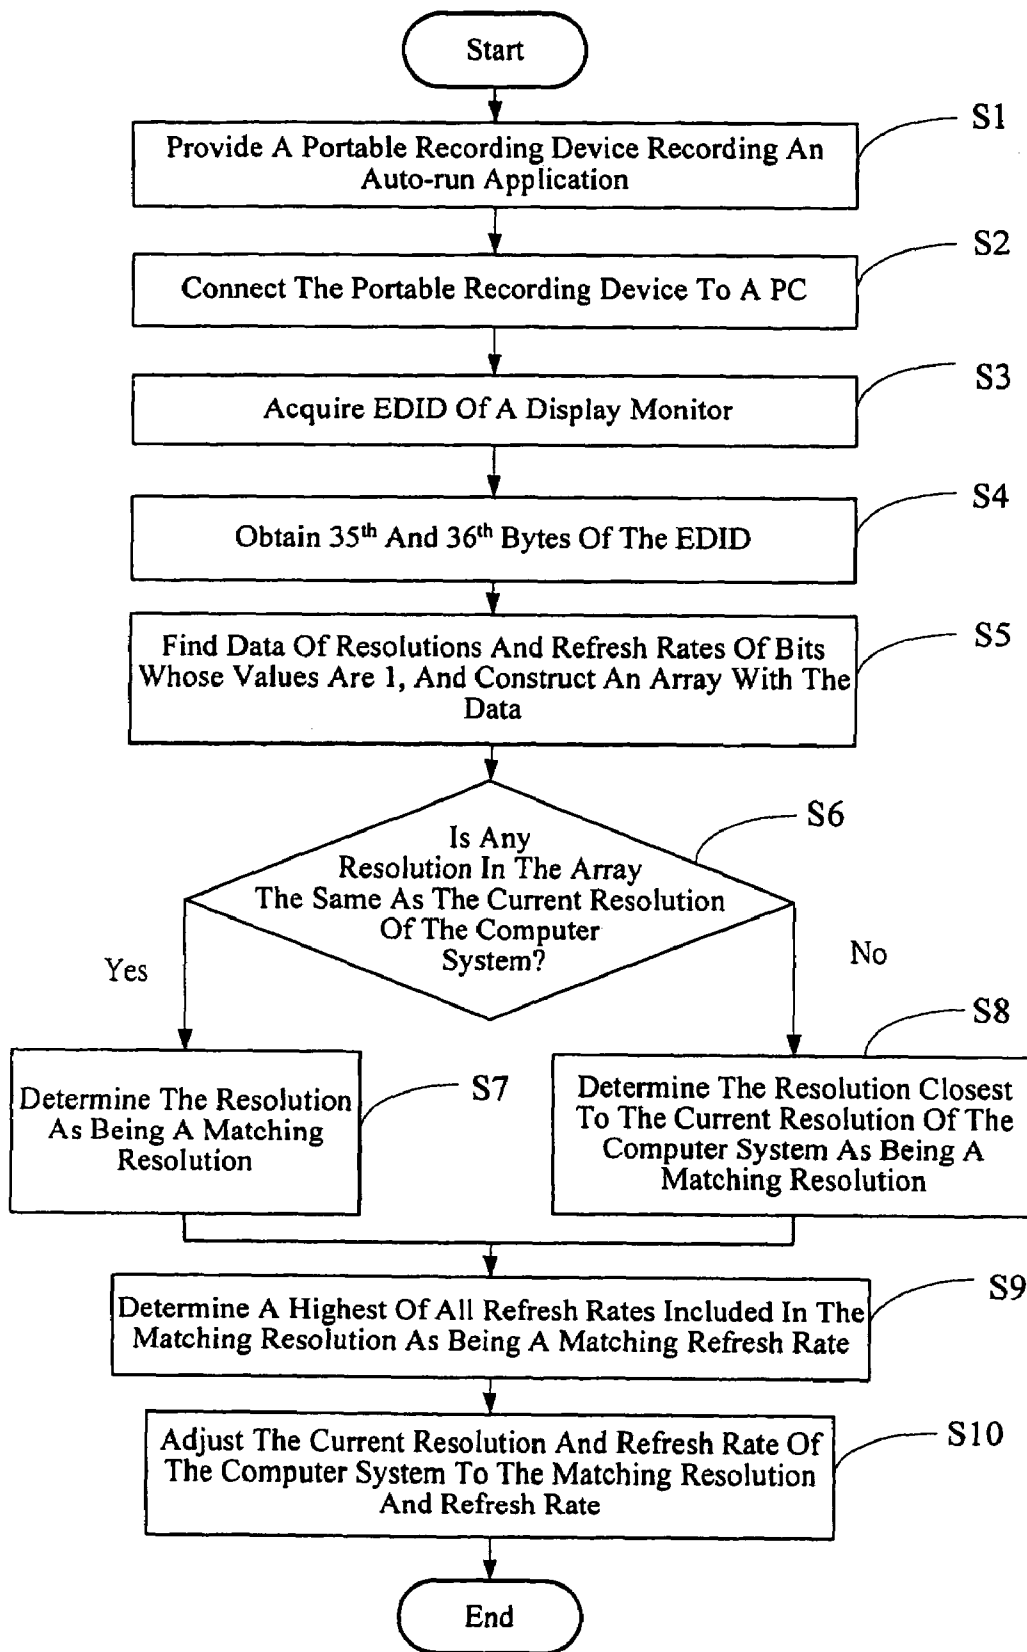 Start
S1
Provide A Portable Recording Device Recording An
Auto-run Application
S2
Connect The Portable Recording Device To A PC
S3
Acquire EDID Of A Display Monitor
S4
Obtain 35th And 36th Bytes Of The EDID
S5
Find Data Of Resolutions And Refresh Rates Of Bits
Whose Values Are 1, And Construct An Array With The
Data
S6
Is Any
Resolution In The Array
The Same As The Current Resolution
Of The Computer
System?
Yes
No
S7
Determine The Resolution
As Being A Matching
Resolution
S8
Determine The Resolution Closest
To The Current Resolution Of The
Computer System As Being A
Matching Resolution
S9
Determine A Highest Of All Refresh Rates Included In The
Matching Resolution As Being A Matching Refresh Rate
S10
Adjust The Current Resolution And Refresh Rate Of
The Computer System To The Matching Resolution
And Refresh Rate
End